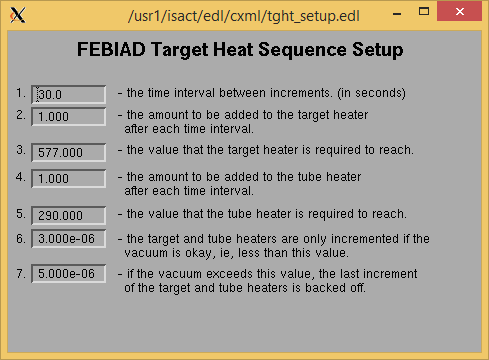 /usr1/isact/edl/cxml/tght_setup.edl
FEBIAD Target Heat Sequence Setup
1. 30.0 - the time interval between increments. (in seconds)
2. 1.000 - the amount to be added to the target heater
after each time interval.
3. 577.000 - the value that the target heater is required to reach.
4. 1.000 - the amount to be added to the tube heater
after each time interval.
5. 290.000 - the value that the tube heater is required to reach.
6. 3.000e-06 - the target and tube heaters are only incremented if the
vacuum is okay, ie, less than this value.
7. 5.000e-06 - if the vacuum exceeds this value, the last increment
of the target and tube heaters is backed off.